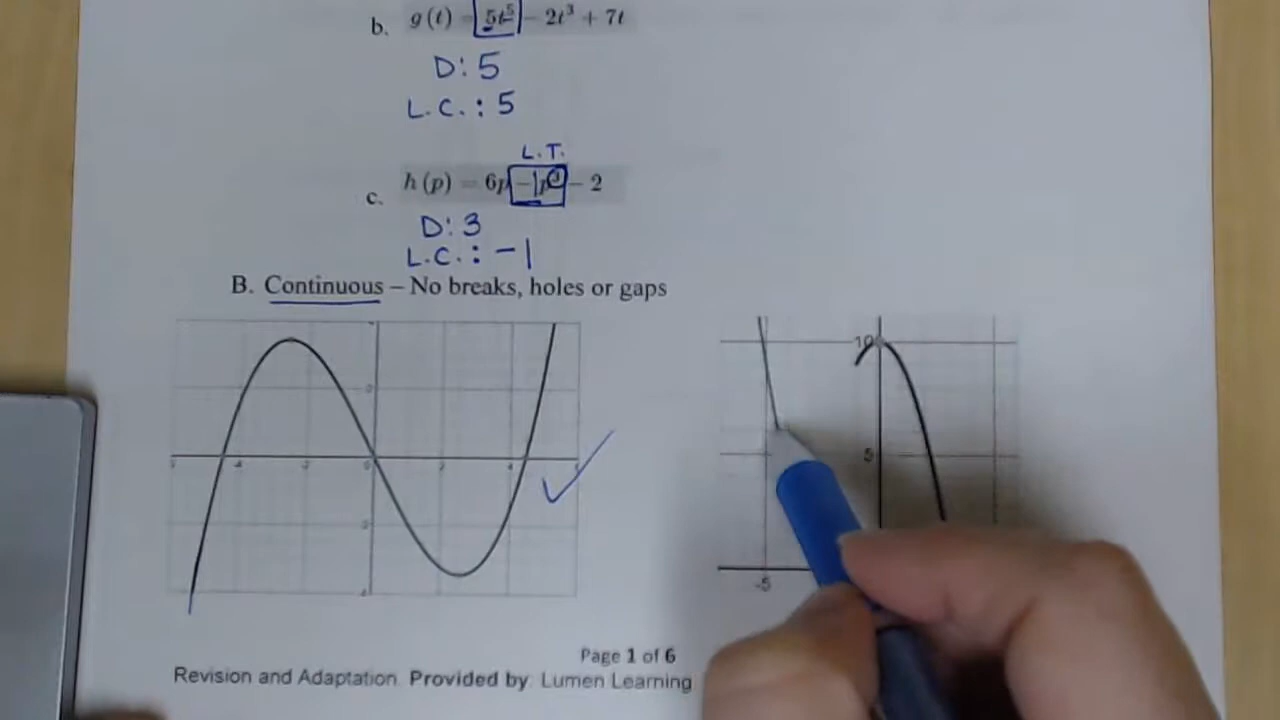 b. g(t) = 5t⁵ − 2t³ + 7t
D: 5
L.C.: 5
L.T.
c. h(p) = 6p −1p³ − 2
D: 3
L.C.: −1
B. Continuous – No breaks, holes or gaps
10
5
-5
Page 1 of 6
Revision and Adaptation. Provided by: Lumen Learning